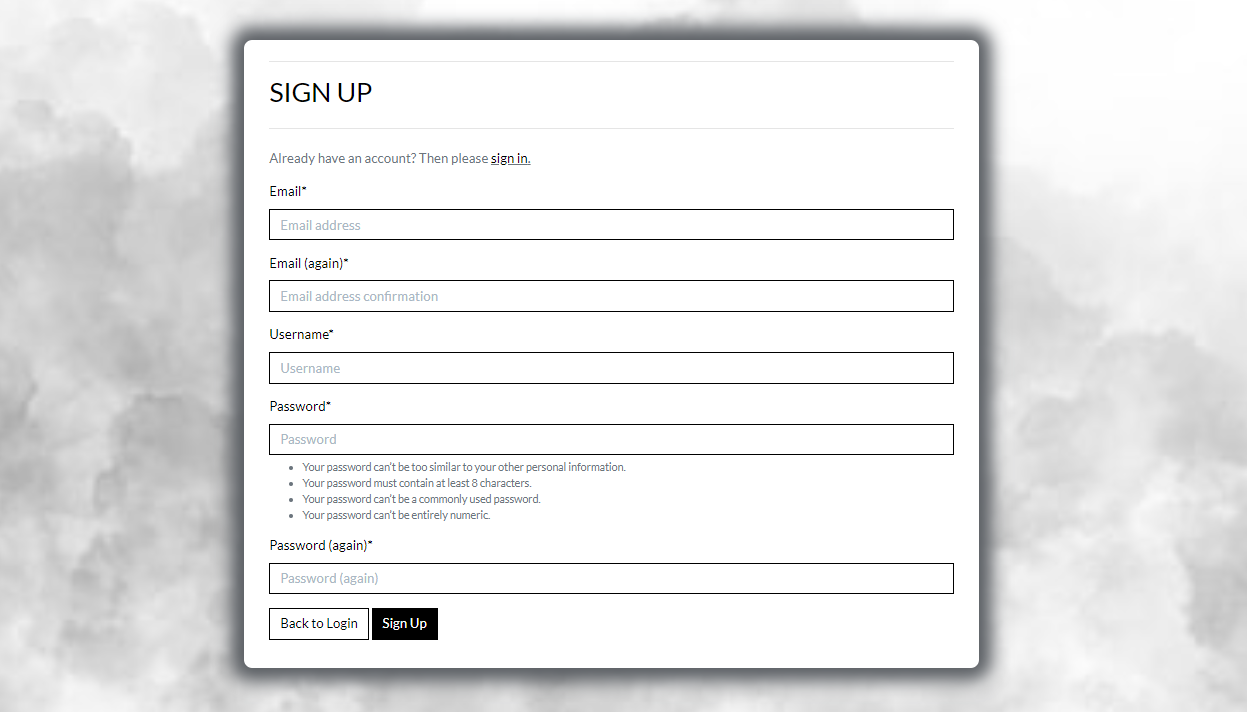 SIGN UP
Already have an account? Then please sign in.
Email*
Email address
Email (again)*
Email address confirmation
Username*
Username
Password*
Password
• Your password can't be too similar to your other personal information.
• Your password must contain at least 8 characters.
• Your password can't be a commonly used password.
• Your password can't be entirely numeric.
Password (again)*
Password (again)
Back to Login Sign Up